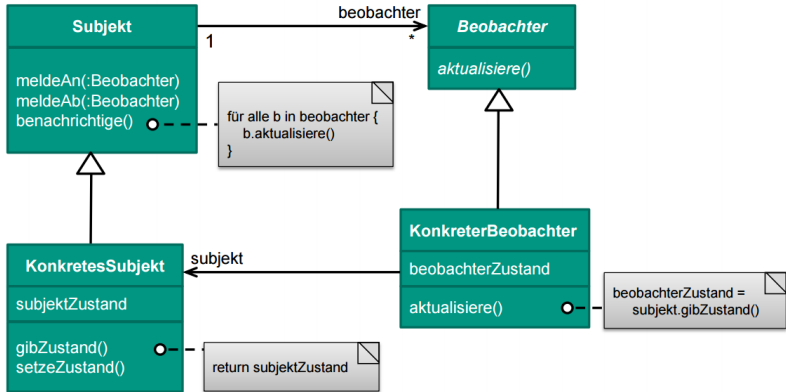 Subjekt
meldeAn(:Beobachter)
meldeAb(:Beobachter)
benachrichtige()
beobachter
1
*
Beobachter
aktualisiere()
für alle b in beobachter {
b.aktualisiere()
}
KonkretesSubjekt
subjektZustand
gibZustand()
setzeZustand()
return subjektZustand
subjekt
KonkreterBeobachter
beobachterZustand
aktualisiere()
beobachterZustand =
subjekt.gibZustand()